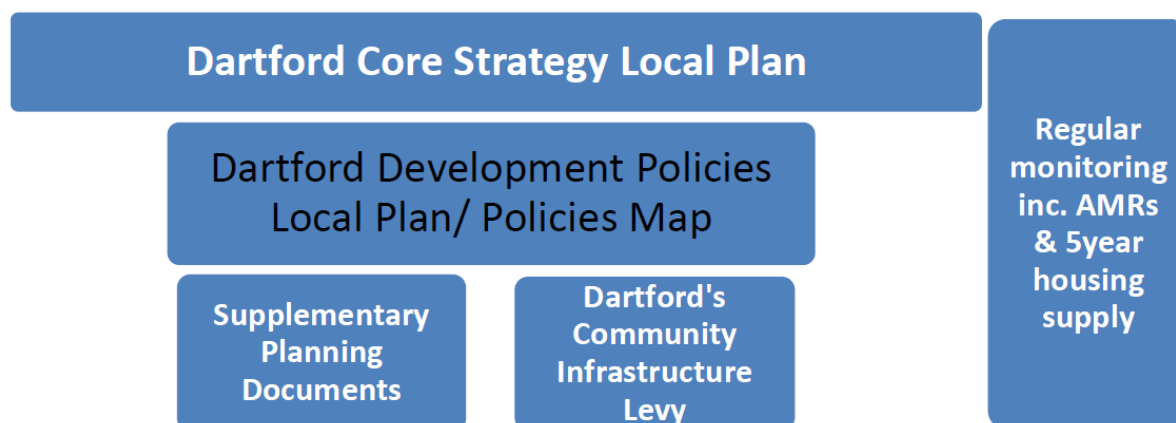 Dartford Core Strategy Local Plan
Dartford Development Policies
Local Plan/ Policies Map
Supplementary
Planning
Documents
Dartford's
Community
Infrastructure
Levy
Regular
monitoring
inc. AMRs
& 5year
housing
supply